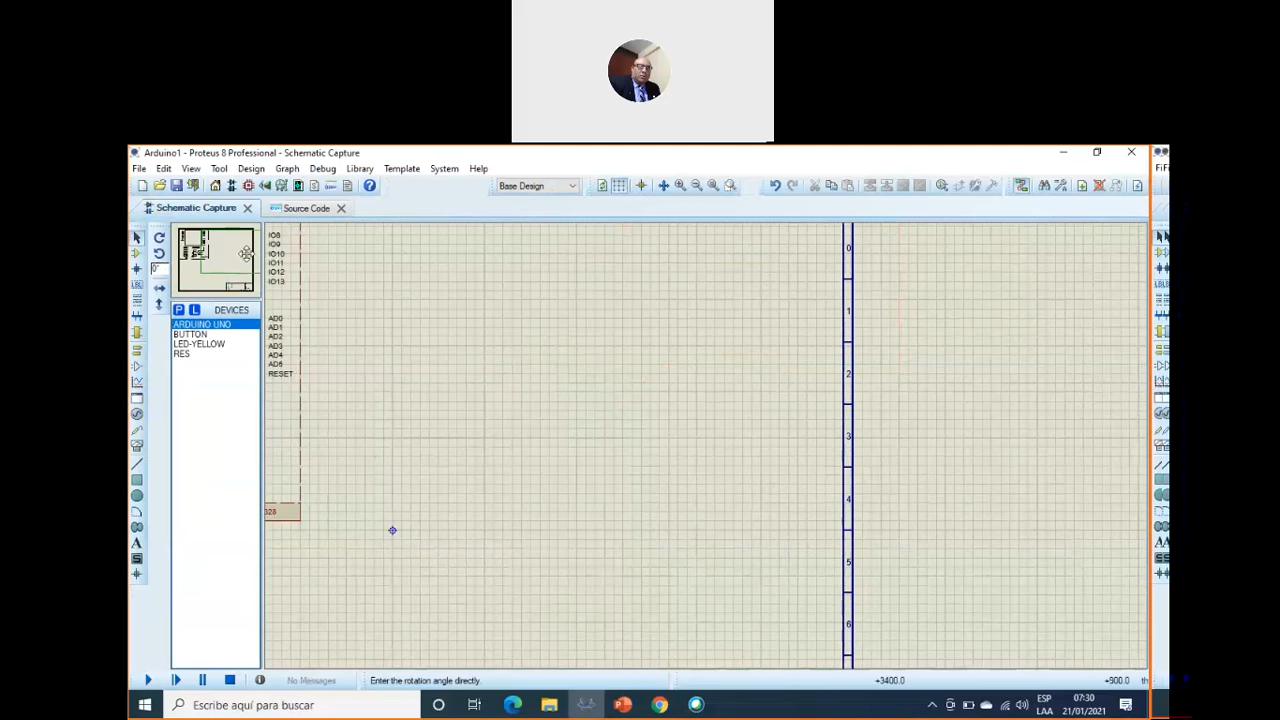 Arduino1 - Proteus 8 Professional - Schematic Capture
File Edit View Tool Design Graph Debug Library Template System Help
Base Design
Schematic Capture
Source Code
0°
P L DEVICES
ARDUINO UNO
BUTTON
LED-YELLOW
RES
IO8
IO9
IO10
IO11
IO12
IO13
AD0
AD1
AD2
AD3
AD4
AD5
RESET
328
0
1
2
3
4
5
6
No Messages
Enter the rotation angle directly.
+3400.0
+900.0
th
Escribe aquí para buscar
ESP
LAA
07:30
21/01/2021